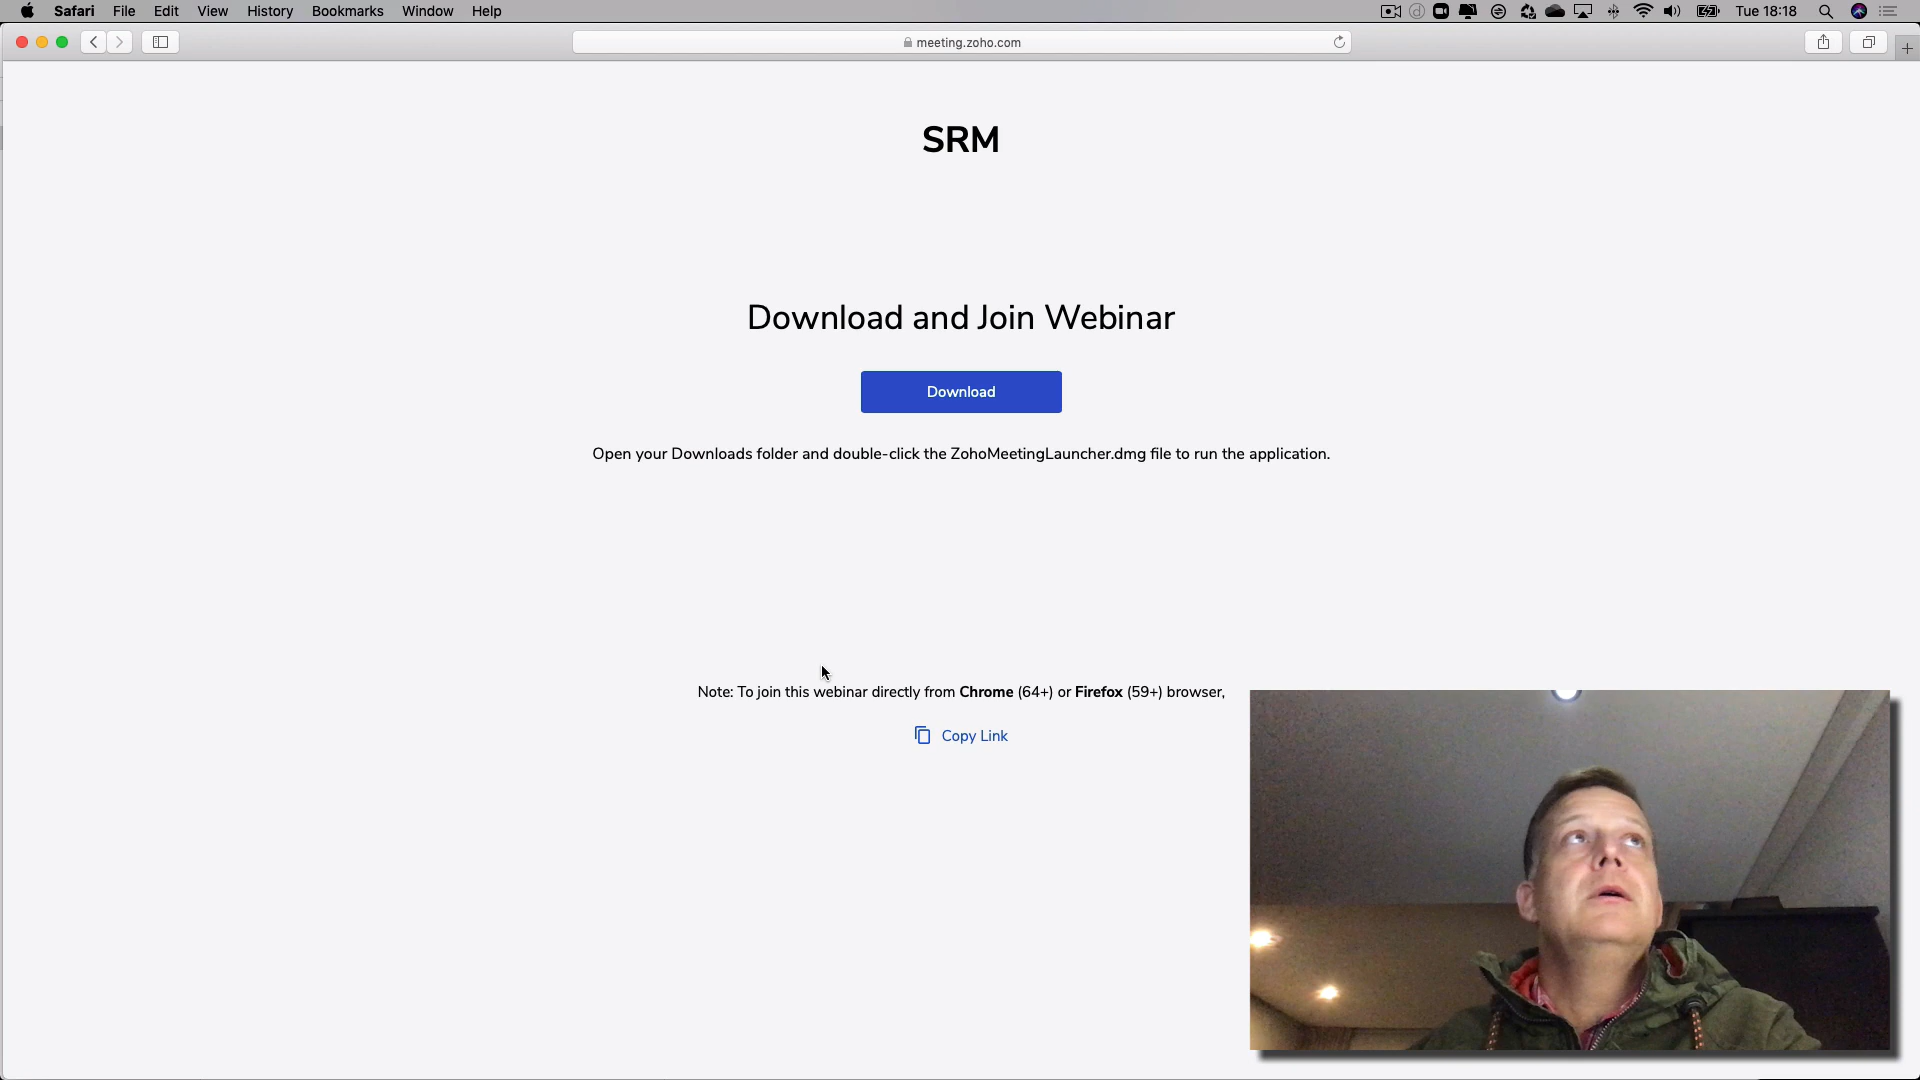 Safari File Edit View History Bookmarks Window Help Tue 18:18
meeting.zoho.com
SRM
Download and Join Webinar
Download
Open your Downloads folder and double-click the ZohoMeetingLauncher.dmg file to run the application.
Note: To join this webinar directly from Chrome (64+) or Firefox (59+) browser,
Copy Link